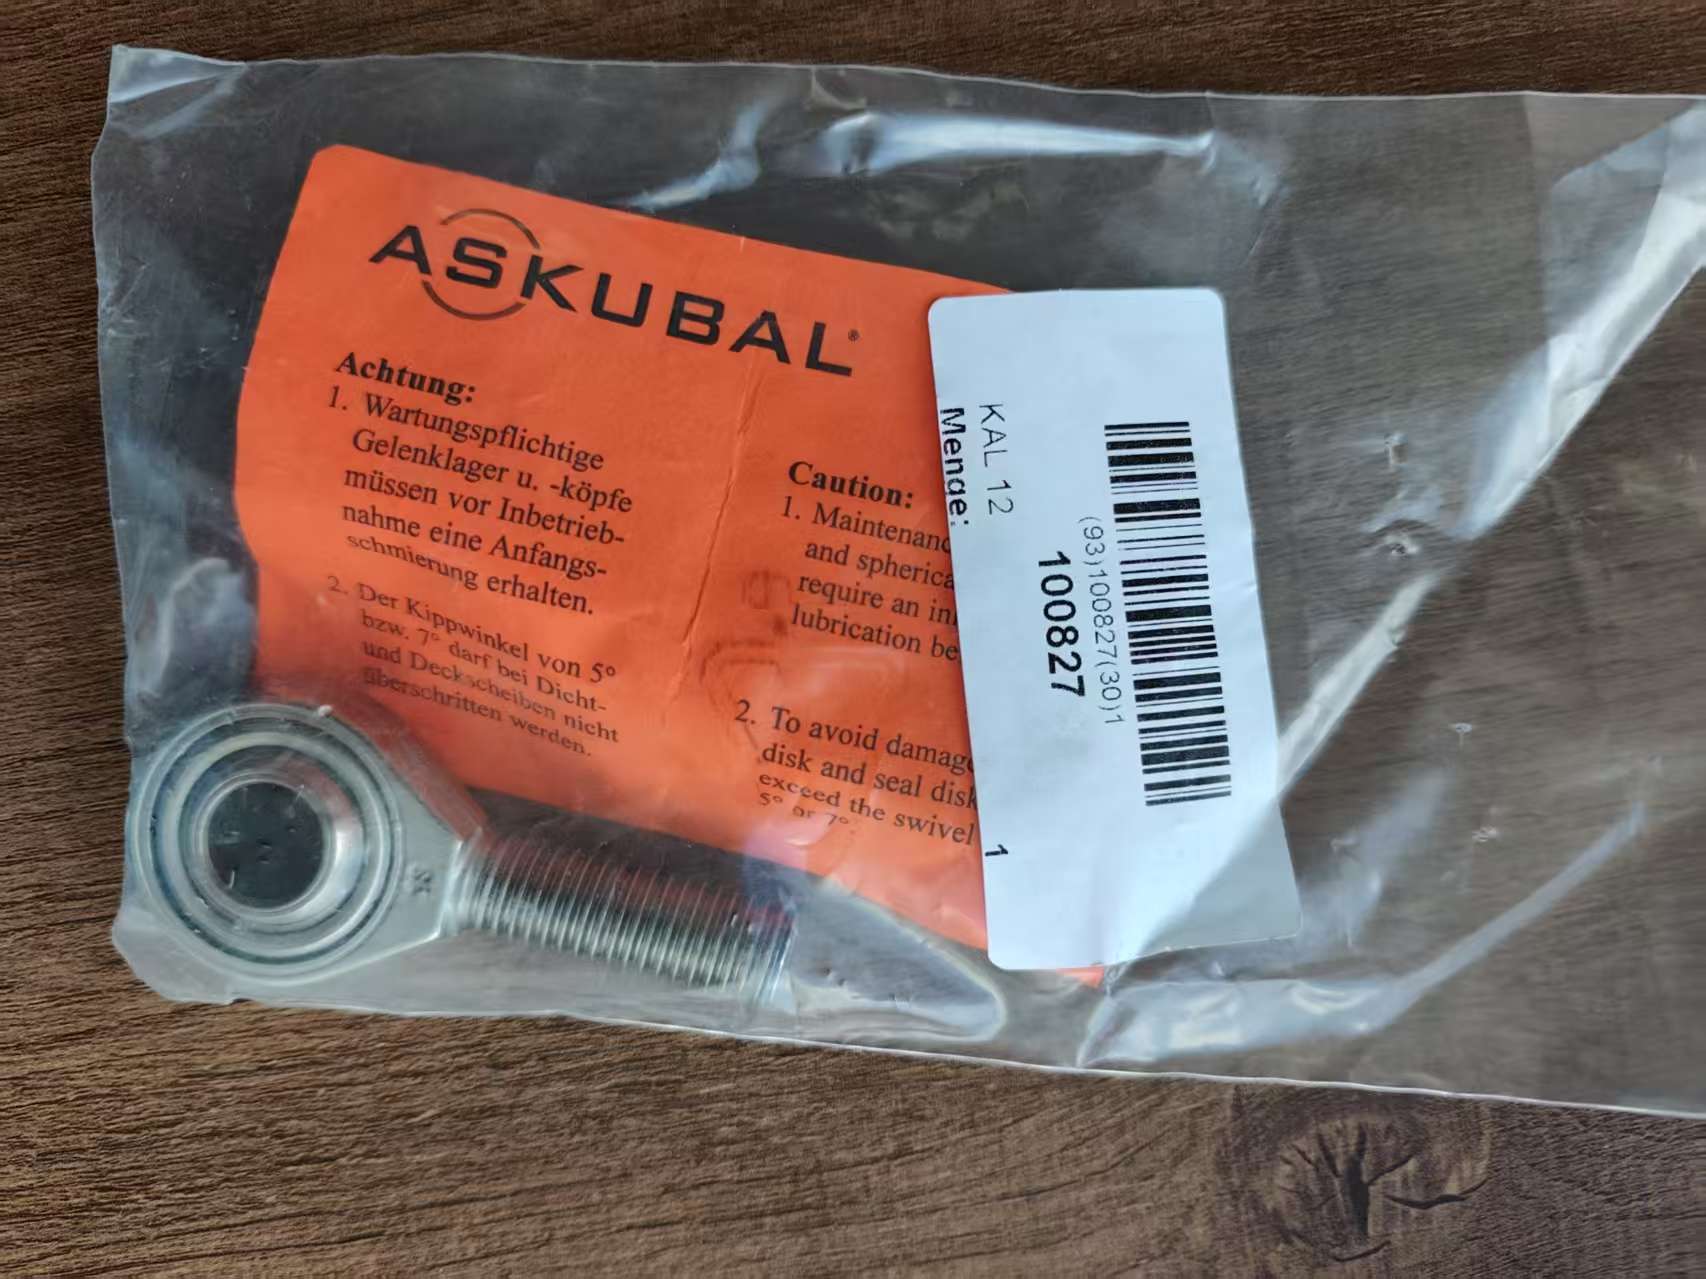 ASKUBAL®
Achtung:
1. Wartungspflichtige
Gelenklager u. -köpfe
müssen vor Inbetrieb-
nahme eine Anfangs-
schmierung erhalten.
2. Der Kippwinkel von 5°
bzw. 7° darf bei Dicht-
und Deckscheiben nicht
überschritten werden.
Caution:
1. Maintenanc
and spherica
require an in
lubrication be
2. To avoid damage
disk and seal disk
exceed the swivel
5° or 7°.
KAL 12
Menge:
1
100827
(93)100827(30)1